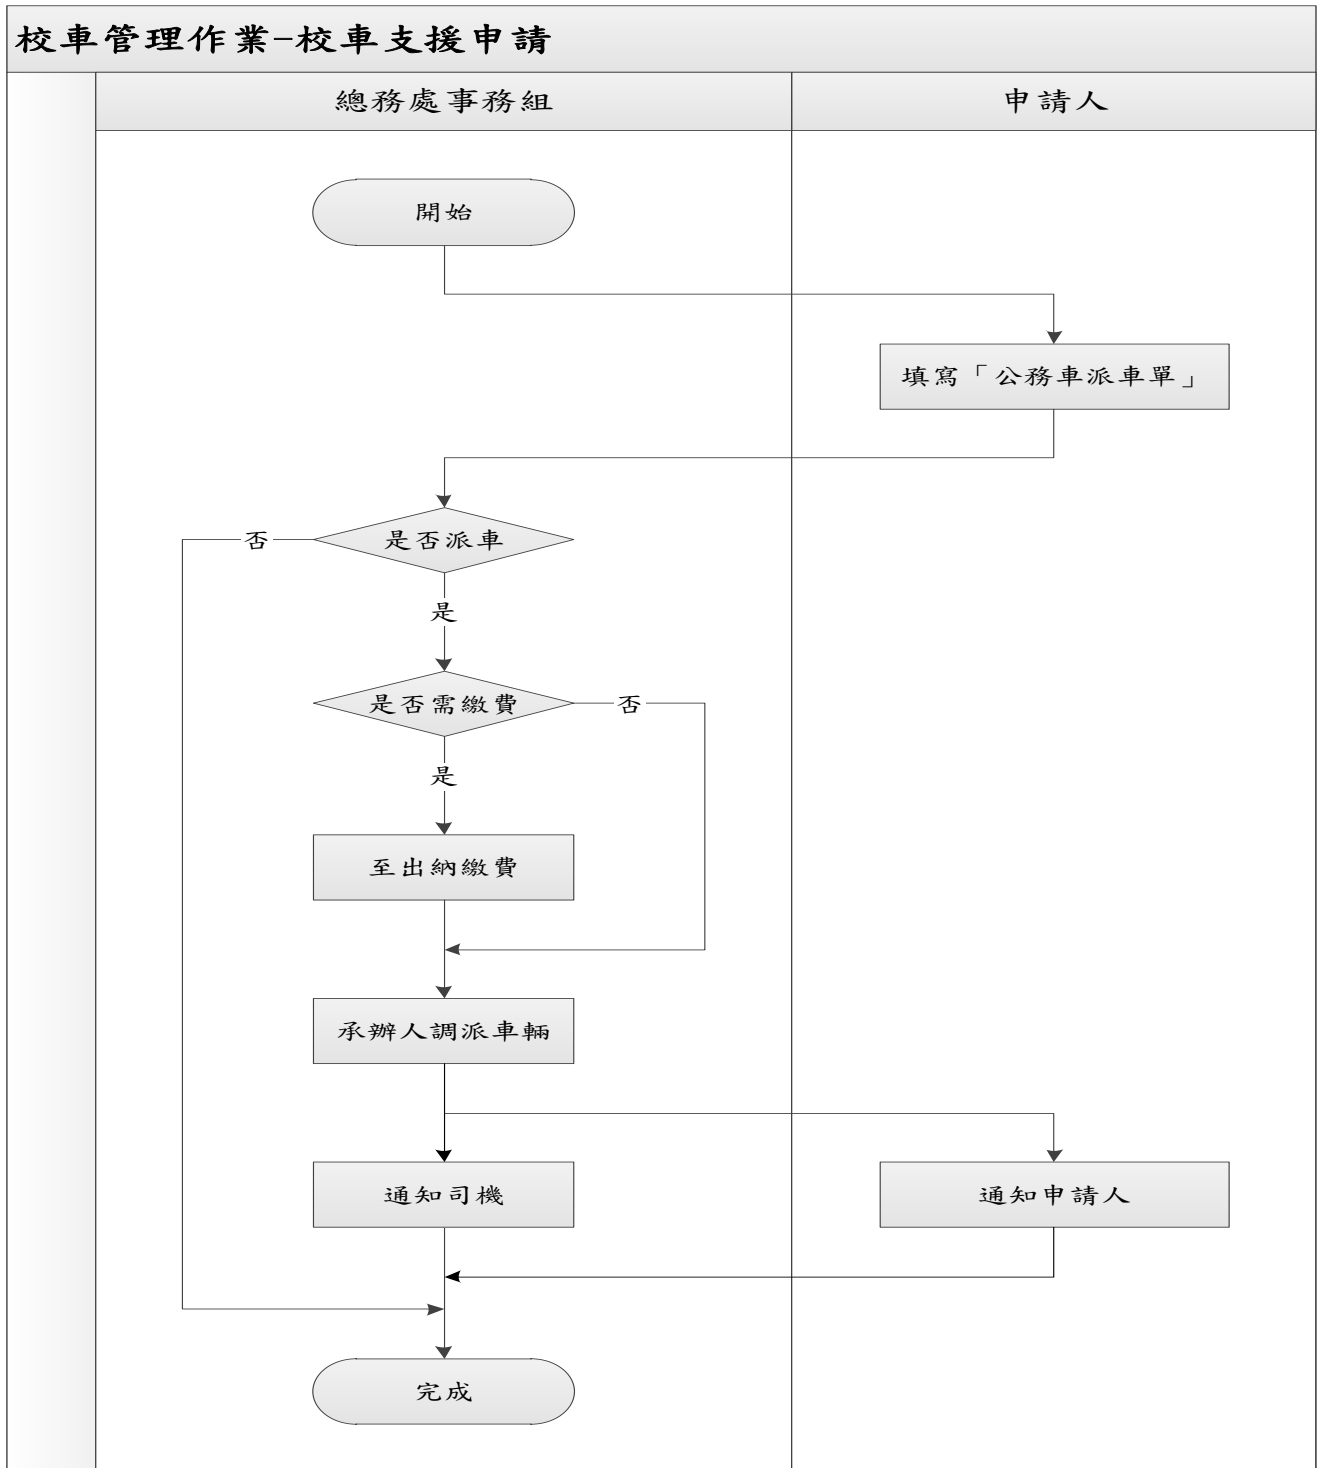 校車管理作業-校車支援申請
總務處事務組
申請人
開始
填寫「公務車派車單」
是否派車
否
是
是否需繳費
否
是
至出納繳費
承辦人調派車輛
通知司機
通知申請人
完成